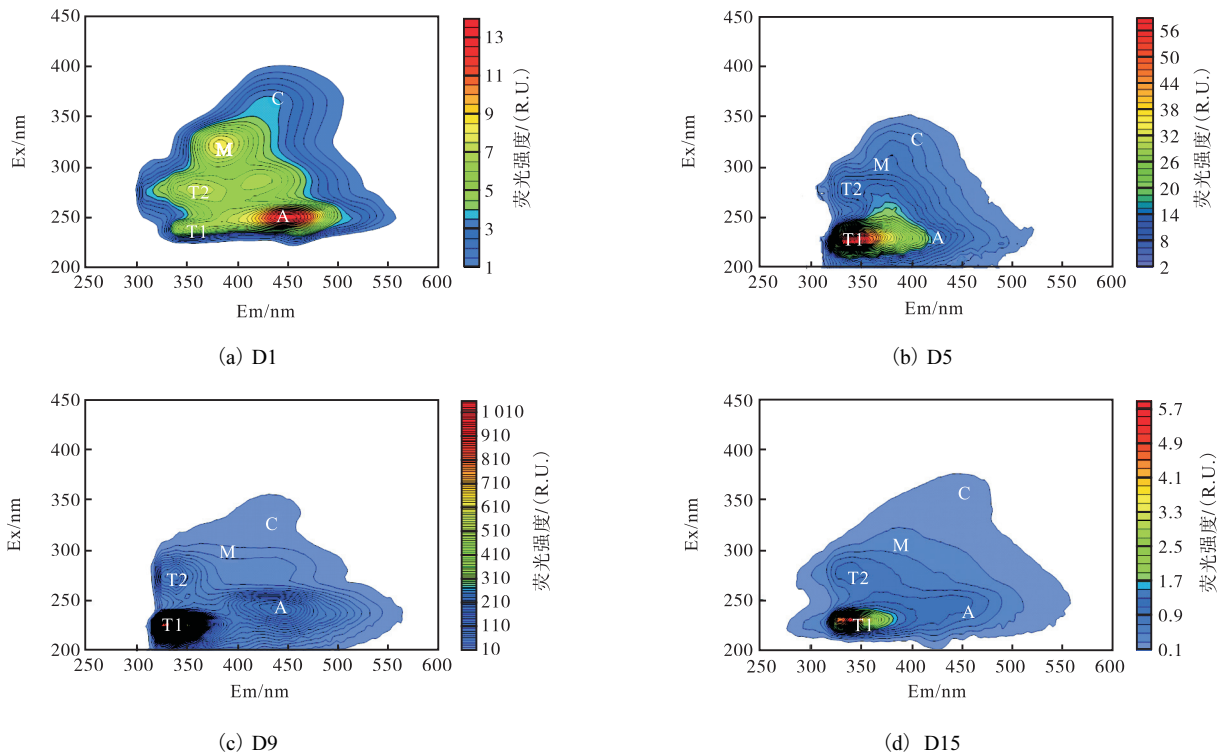 450
400
350
300
250
200
Ex/nm
C
M
T2
A
T1
250 300 350 400 450 500 550 600
Em/nm
13
11
9
7
5
3
1
荧光强度/(R.U.)
(a) D1
450
400
350
300
250
200
Ex/nm
C
M
T2
T1
A
250 300 350 400 450 500 550 600
Em/nm
56
50
44
38
32
26
20
14
8
2
荧光强度/(R.U.)
(b) D5
450
400
350
300
250
200
Ex/nm
C
M
T2
A
T1
250 300 350 400 450 500 550 600
Em/nm
1 010
910
810
710
610
510
410
310
210
110
10
荧光强度/(R.U.)
(c) D9
450
400
350
300
250
200
Ex/nm
C
M
T2
A
T1
250 300 350 400 450 500 550 600
Em/nm
5.7
4.9
4.1
3.3
2.5
1.7
0.9
0.1
荧光强度/(R.U.)
(d) D15